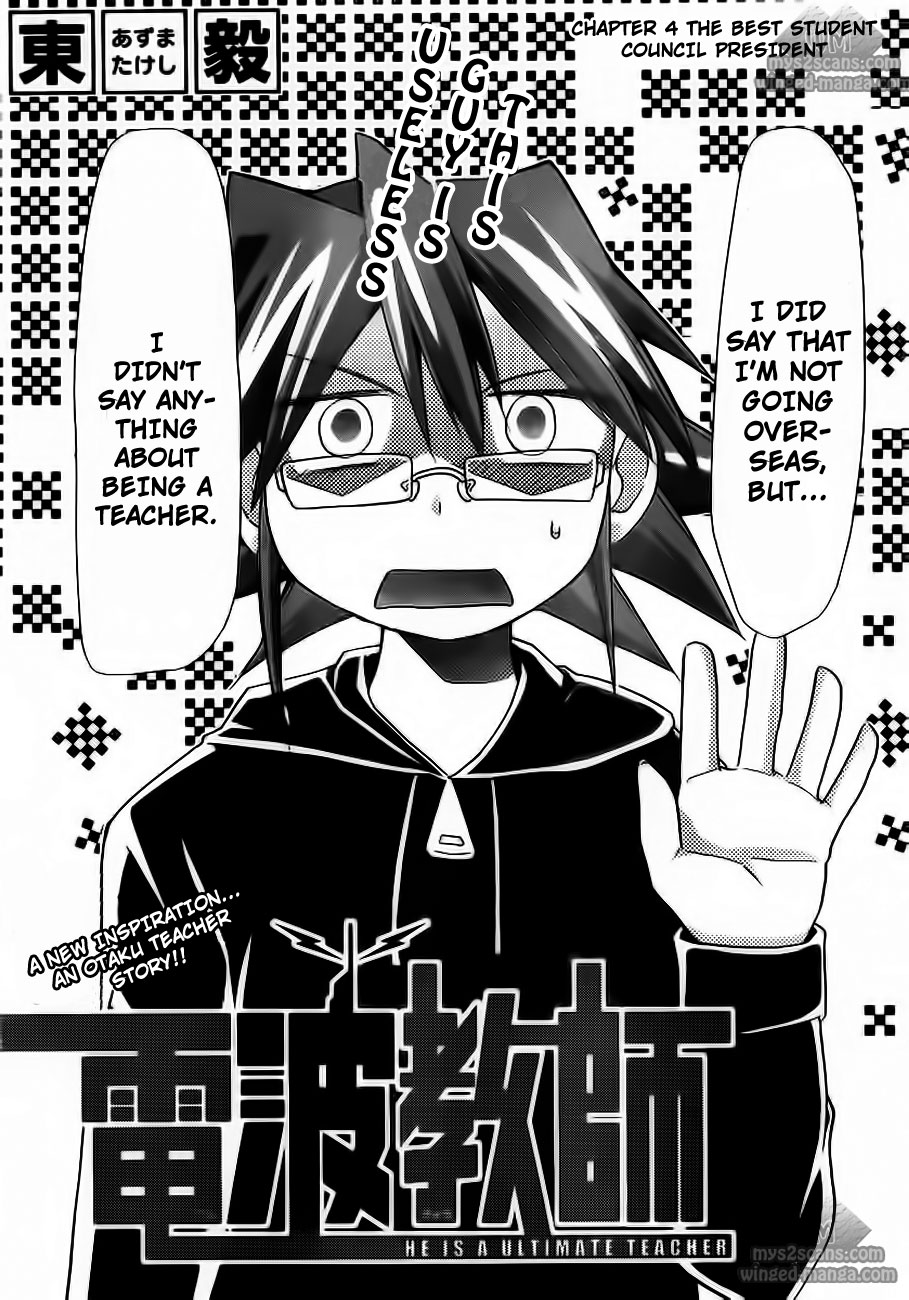 東
あずま
たけし
毅
CHAPTER 4 THE BEST STUDENT
COUNCIL PRESIDENT
mys2scans.com
winged-manga.com
THIS
GUY IS
USELESS
I DID
SAY THAT
I'M NOT
GOING
OVER-
SEAS,
BUT...
I
DIDN'T
SAY ANY-
THING
ABOUT
BEING A
TEACHER.
A NEW INSPIRATION...
AN OTAKU TEACHER
STORY!!
電波教師
HE IS A ULTIMATE TEACHER
mys2scans.com
winged-manga.com